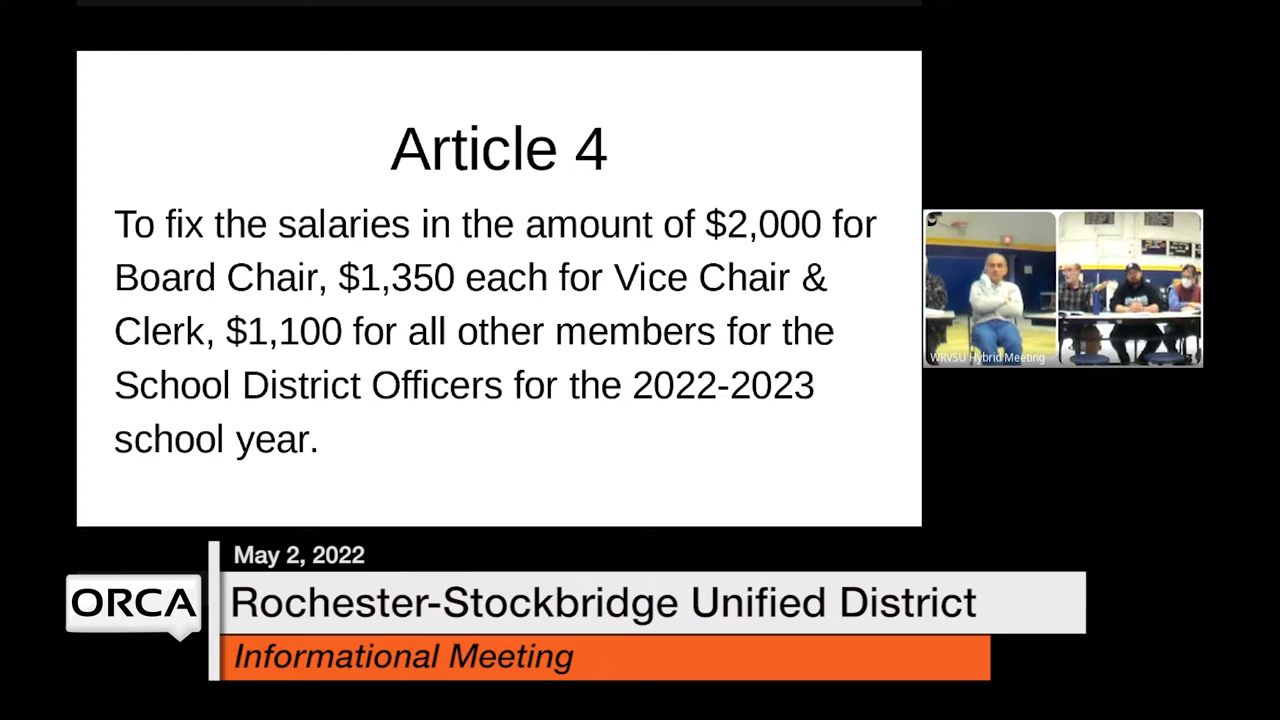 Article 4
To fix the salaries in the amount of $2,000 for
Board Chair, $1,350 each for Vice Chair &
Clerk, $1,100 for all other members for the
School District Officers for the 2022-2023
school year.
WRVSU Hybrid Meeting
May 2, 2022
ORCA
Rochester-Stockbridge Unified District
Informational Meeting